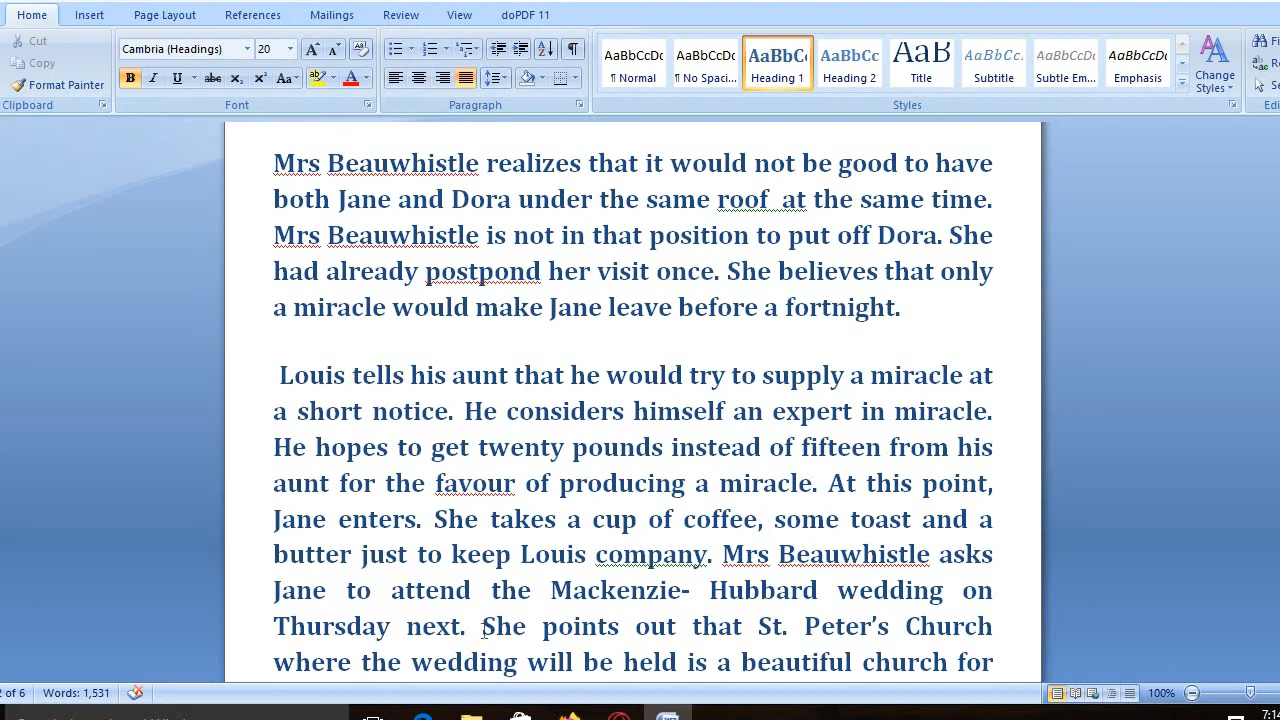 Home Insert Page Layout References Mailings Review View doPDF 11
Cut
Copy
Format Painter
Clipboard
Cambria (Headings) 20
Font
Paragraph
AaBbCcDc AaBbCcDc AaBbC AaBbCc AaB AaBbCc. AaBbCcDc AaBbCcDc
¶ Normal ¶ No Spaci... Heading 1 Heading 2 Title Subtitle Subtle Em... Emphasis
Change Styles
Styles
Mrs Beauwhistle realizes that it would not be good to have
both Jane and Dora under the same roof at the same time.
Mrs Beauwhistle is not in that position to put off Dora. She
had already postpond her visit once. She believes that only
a miracle would make Jane leave before a fortnight.
Louis tells his aunt that he would try to supply a miracle at
a short notice. He considers himself an expert in miracle.
He hopes to get twenty pounds instead of fifteen from his
aunt for the favour of producing a miracle. At this point,
Jane enters. She takes a cup of coffee, some toast and a
butter just to keep Louis company. Mrs Beauwhistle asks
Jane to attend the Mackenzie- Hubbard wedding on
Thursday next. She points out that St. Peter’s Church
where the wedding will be held is a beautiful church for
2 of 6 Words: 1,531 100%